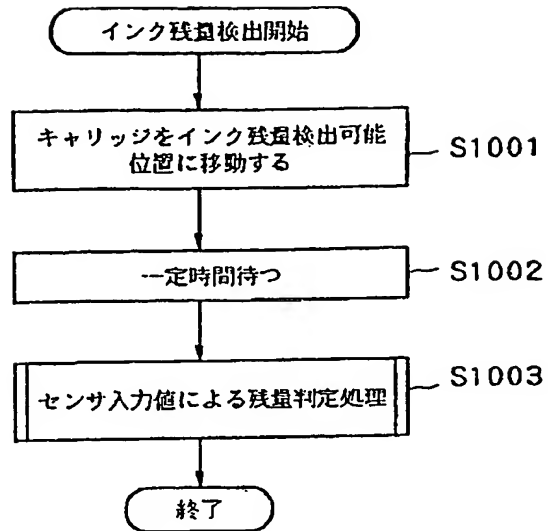 インク残量検出開始
キャリッジをインク残量検出可能
位置に移動する
S1001
一定時間待つ
S1002
センサ入力値による残量判定処理
S1003
終了